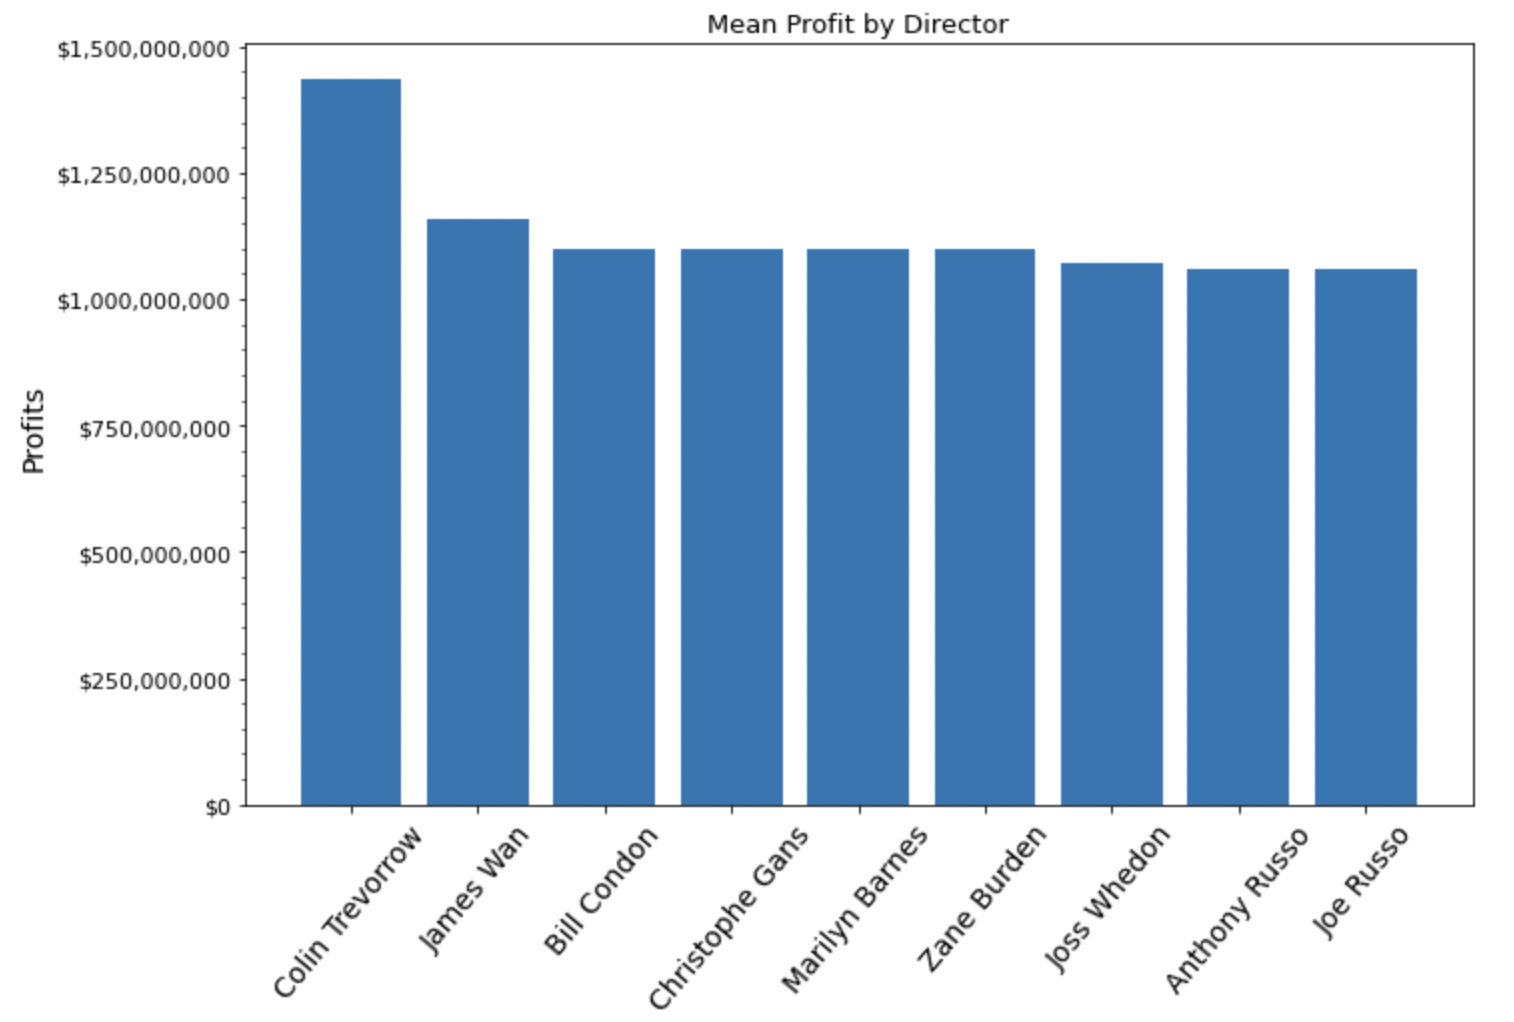 Mean Profit by Director
$1,500,000,000
$1,250,000,000
$1,000,000,000
$750,000,000
$500,000,000
$250,000,000
$0
Profits
Colin Trevorrow
James Wan
Bill Condon
Christophe Gans
Marilyn Barnes
Zane Burden
Joss Whedon
Anthony Russo
Joe Russo